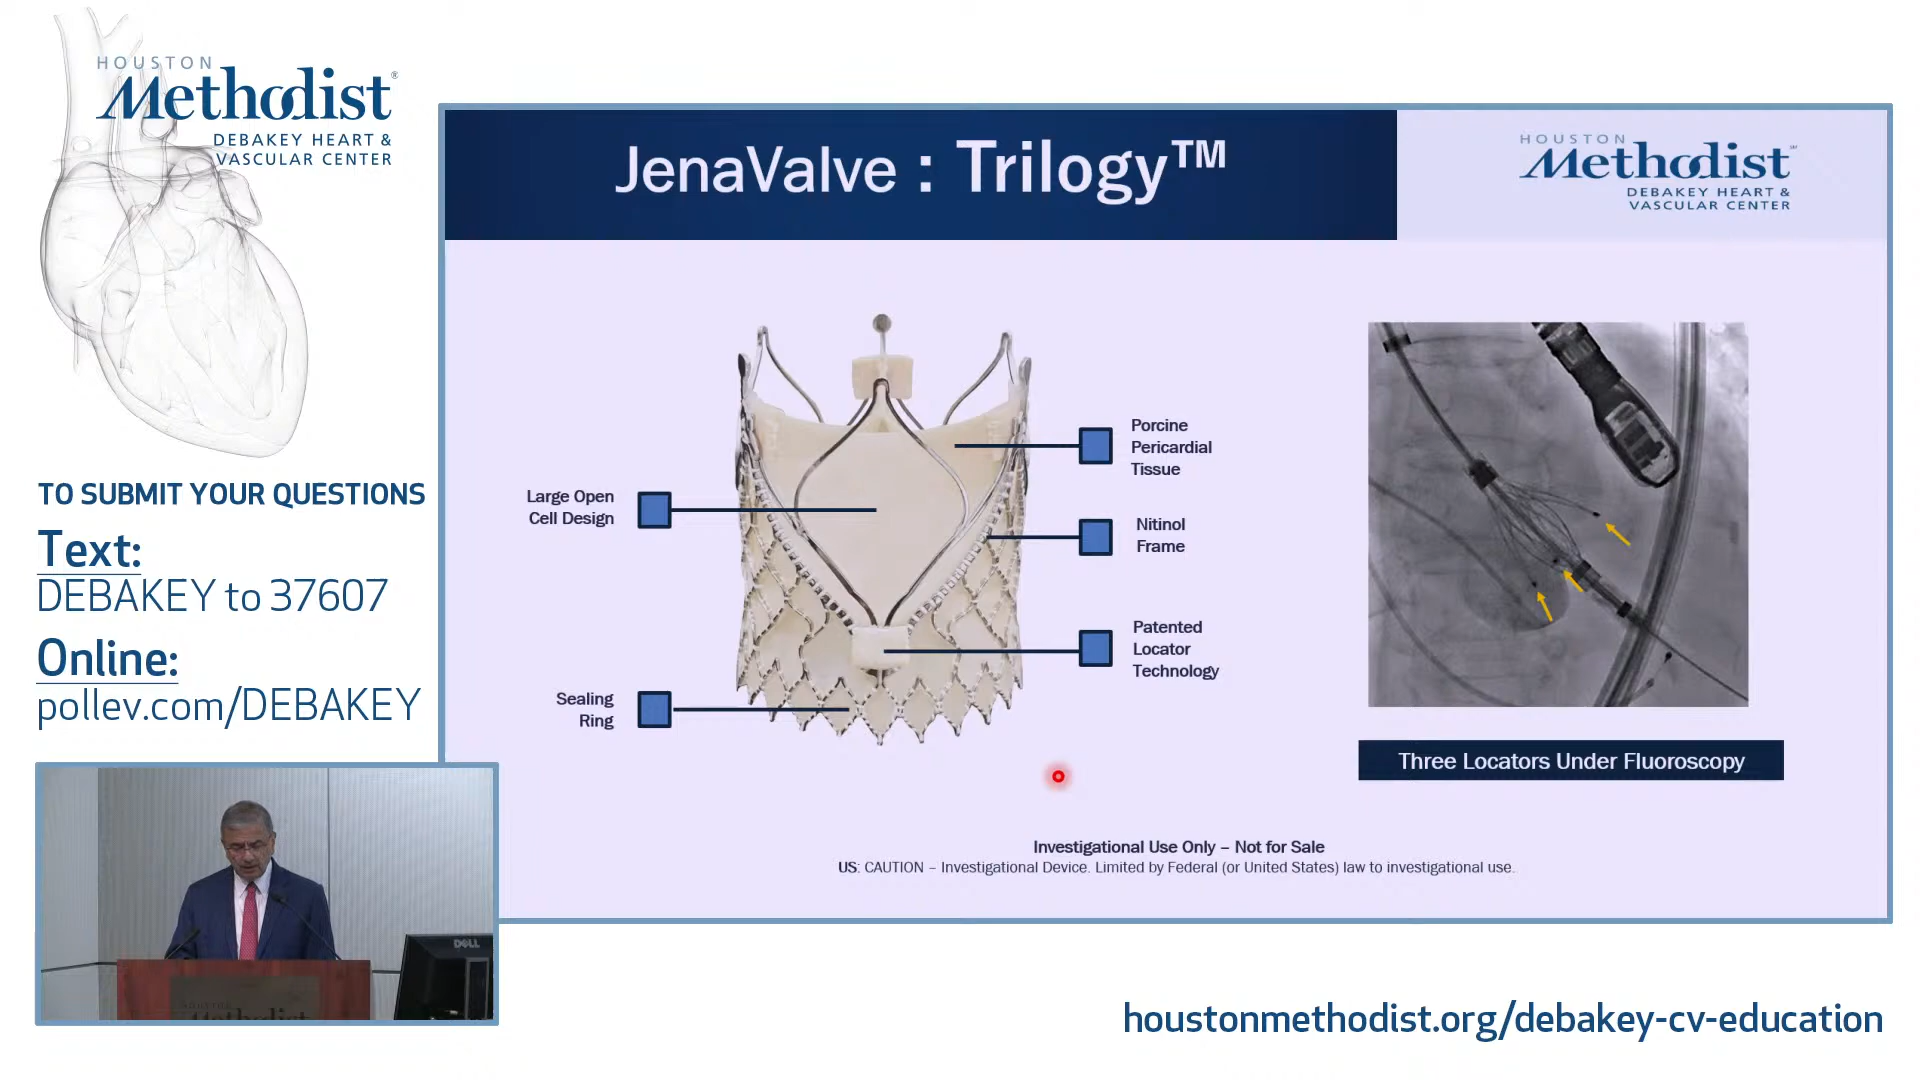 HOUSTON
Methodist®
DEBAKEY HEART &
VASCULAR CENTER
TO SUBMIT YOUR QUESTIONS
Text:
DEBAKEY to 37607
Online:
pollev.com/DEBAKEY
JenaValve : Trilogy™
HOUSTON
Methodist
DEBAKEY HEART &
VASCULAR CENTER
Large Open
Cell Design
Sealing
Ring
Porcine
Pericardial
Tissue
Nitinol
Frame
Patented
Locator
Technology
Three Locators Under Fluoroscopy
Investigational Use Only – Not for Sale
US: CAUTION – Investigational Device. Limited by Federal (or United States) law to investigational use.
DELL
HOUSTON
Methodist
houstonmethodist.org/debakey-cv-education